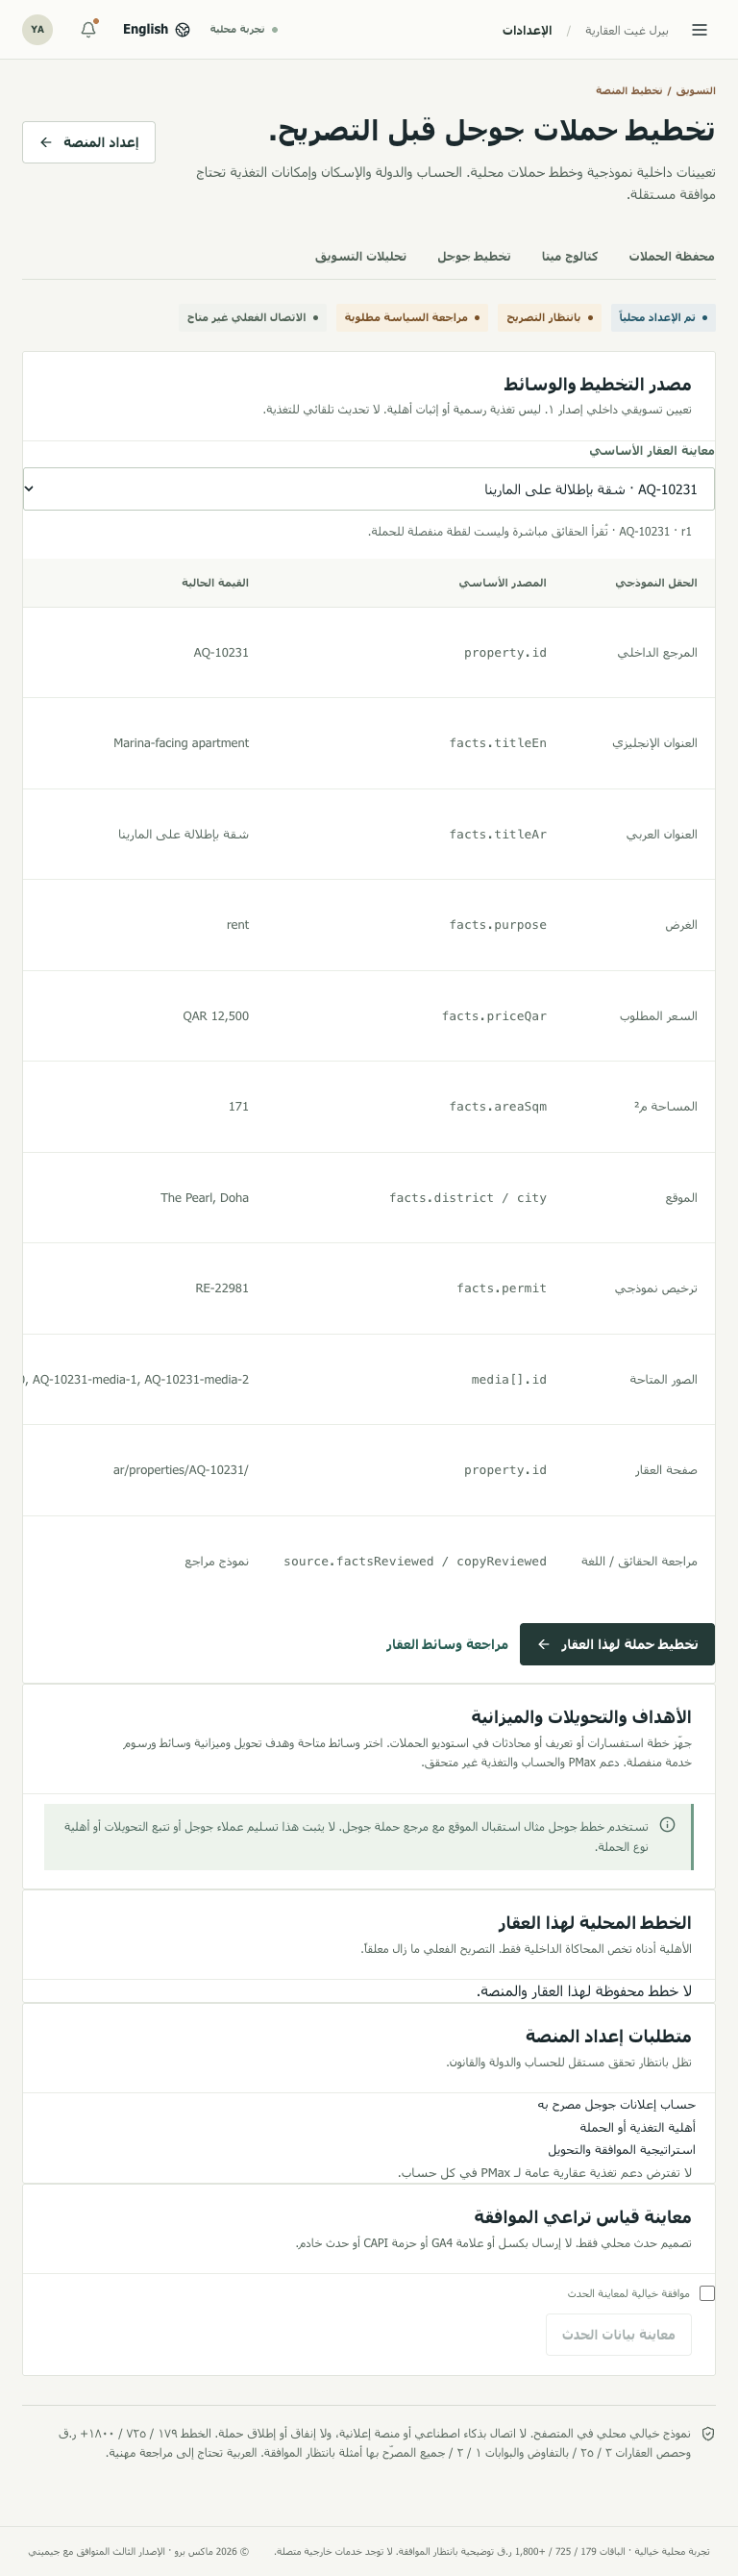 بيرل غيت العقارية / الإعدادات
تجربة محلية
English
YA
التسويق / تخطيط المنصة
تخطيط حملات جوجل قبل التصريح.
تعيينات داخلية نموذجية وخطط حملات محلية. الحساب والدولة والإسكان وإمكانات التغذية تحتاج
موافقة مستقلة.
إعداد المنصة
محفظة الحملات
كتالوج ميتا
تخطيط جوجل
تحليلات التسويق
تم الإعداد محلياً
بانتظار التصريح
مراجعة السياسة مطلوبة
الاتصال الفعلي غير متاح
مصدر التخطيط والوسائط
تعيين تسويقي داخلي إصدار ١. ليس تغذية رسمية أو إثبات أهلية. لا تحديث تلقائي للتغذية.
معاينة العقار الأساسي
AQ-10231 · شقة بإطلالة على المارينا
AQ-10231 · r1 · تُقرأ الحقائق مباشرة وليست لقطة منفصلة للحملة.
الحقل النموذجي المصدر الأساسي القيمة الحالية
المرجع الداخلي property.id AQ-10231
العنوان الإنجليزي facts.titleEn Marina-facing apartment
العنوان العربي facts.titleAr شقة بإطلالة على المارينا
الغرض facts.purpose rent
السعر المطلوب facts.priceQar QAR 12,500
المساحة م² facts.areaSqm 171
الموقع facts.district / city The Pearl, Doha
ترخيص نموذجي facts.permit RE-22981
الصور المتاحة media[].id , AQ-10231-media-1, AQ-10231-media-2
صفحة العقار property.id ar/properties/AQ-10231/
مراجعة الحقائق / اللغة source.factsReviewed / copyReviewed نموذج مراجع
تخطيط حملة لهذا العقار
مراجعة وسائط العقار
الأهداف والتحويلات والميزانية
جهّز خطة استفسارات أو تعريف أو محادثات في استوديو الحملات. اختر وسائط متاحة وهدف تحويل وميزانية وسائط ورسوم
خدمة منفصلة. دعم PMax والحساب والتغذية غير متحقق.
تستخدم خطط جوجل مثال استقبال الموقع مع مرجع حملة جوجل. لا يثبت هذا تسليم عملاء جوجل أو تتبع التحويلات أو أهلية
نوع الحملة.
الخطط المحلية لهذا العقار
الأهلية أدناه تخص المحاكاة الداخلية فقط. التصريح الفعلي ما زال معلقاً.
لا خطط محفوظة لهذا العقار والمنصة.
متطلبات إعداد المنصة
تظل بانتظار تحقق مستقل للحساب والدولة والقانون.
حساب إعلانات جوجل مصرح به
أهلية التغذية أو الحملة
استراتيجية الموافقة والتحويل
لا تفترض دعم تغذية عقارية عامة لـ PMax في كل حساب.
معاينة قياس تراعي الموافقة
تصميم حدث محلي فقط. لا إرسال بكسل أو علامة GA4 أو حزمة CAPI أو حدث خادم.
موافقة خيالية لمعاينة الحدث
معاينة بيانات الحدث
نموذج خيالي محلي في المتصفح. لا اتصال بذكاء اصطناعي أو منصة إعلانية، ولا إنفاق أو إطلاق حملة. الخطط ١٧٩ / ٧٢٥ / ١٨٠٠+ ر.ق
وحصص العقارات ٣ / ٢٥ / بالتفاوض والبوابات ١ / ٢ / جميع المصرّح بها أمثلة بانتظار الموافقة. العربية تحتاج إلى مراجعة مهنية.
تجربة محلية خيالية · الباقات 179 / 725 / +1,800 ر.ق توضيحية بانتظار الموافقة. لا توجد خدمات خارجية متصلة.
© 2026 ماكس برو · الإصدار الثالث المتوافق مع جيميني